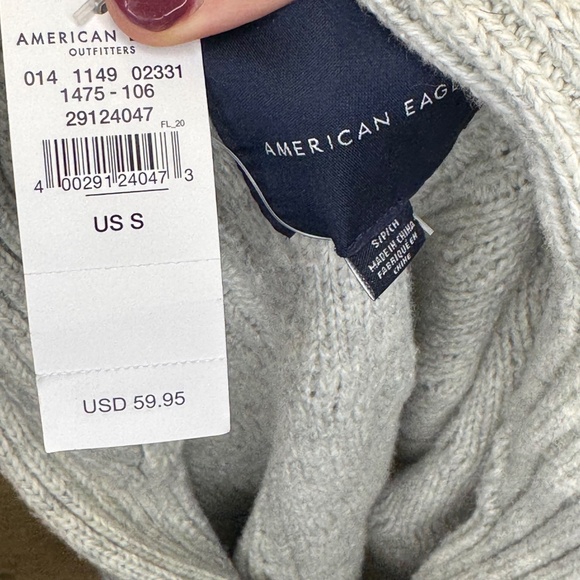 AMERICAN E
OUTFITTERS
014 1149 02331
1475-106
29124047
FL_20
4 00291 24047 3
US S
USD 59.95
AMERICAN EAG
S/P/CH
MADE IN CHINA
FABRIQUE EN
CHINE